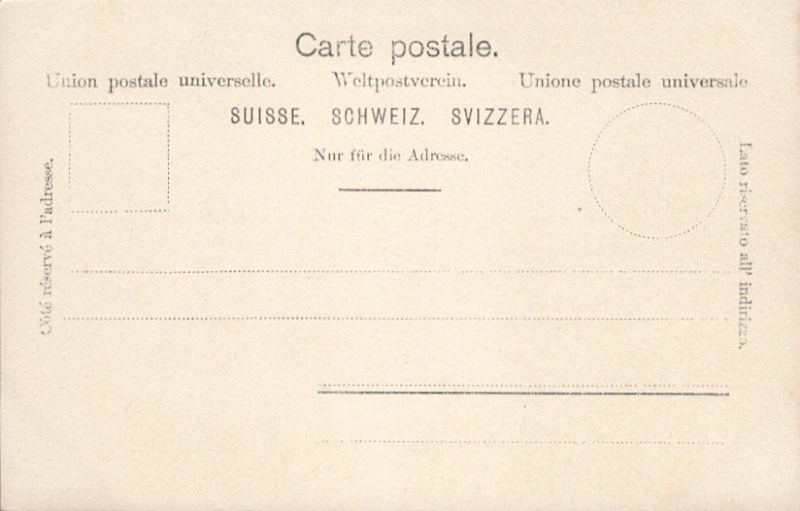 Carte postale.
Union postale universelle. Weltpostverein. Unione postale universale
SUISSE. SCHWEIZ. SVIZZERA.
Nur für die Adresse.
Côté réservé à l'adresse.
Lato riservato all' indirizzo.